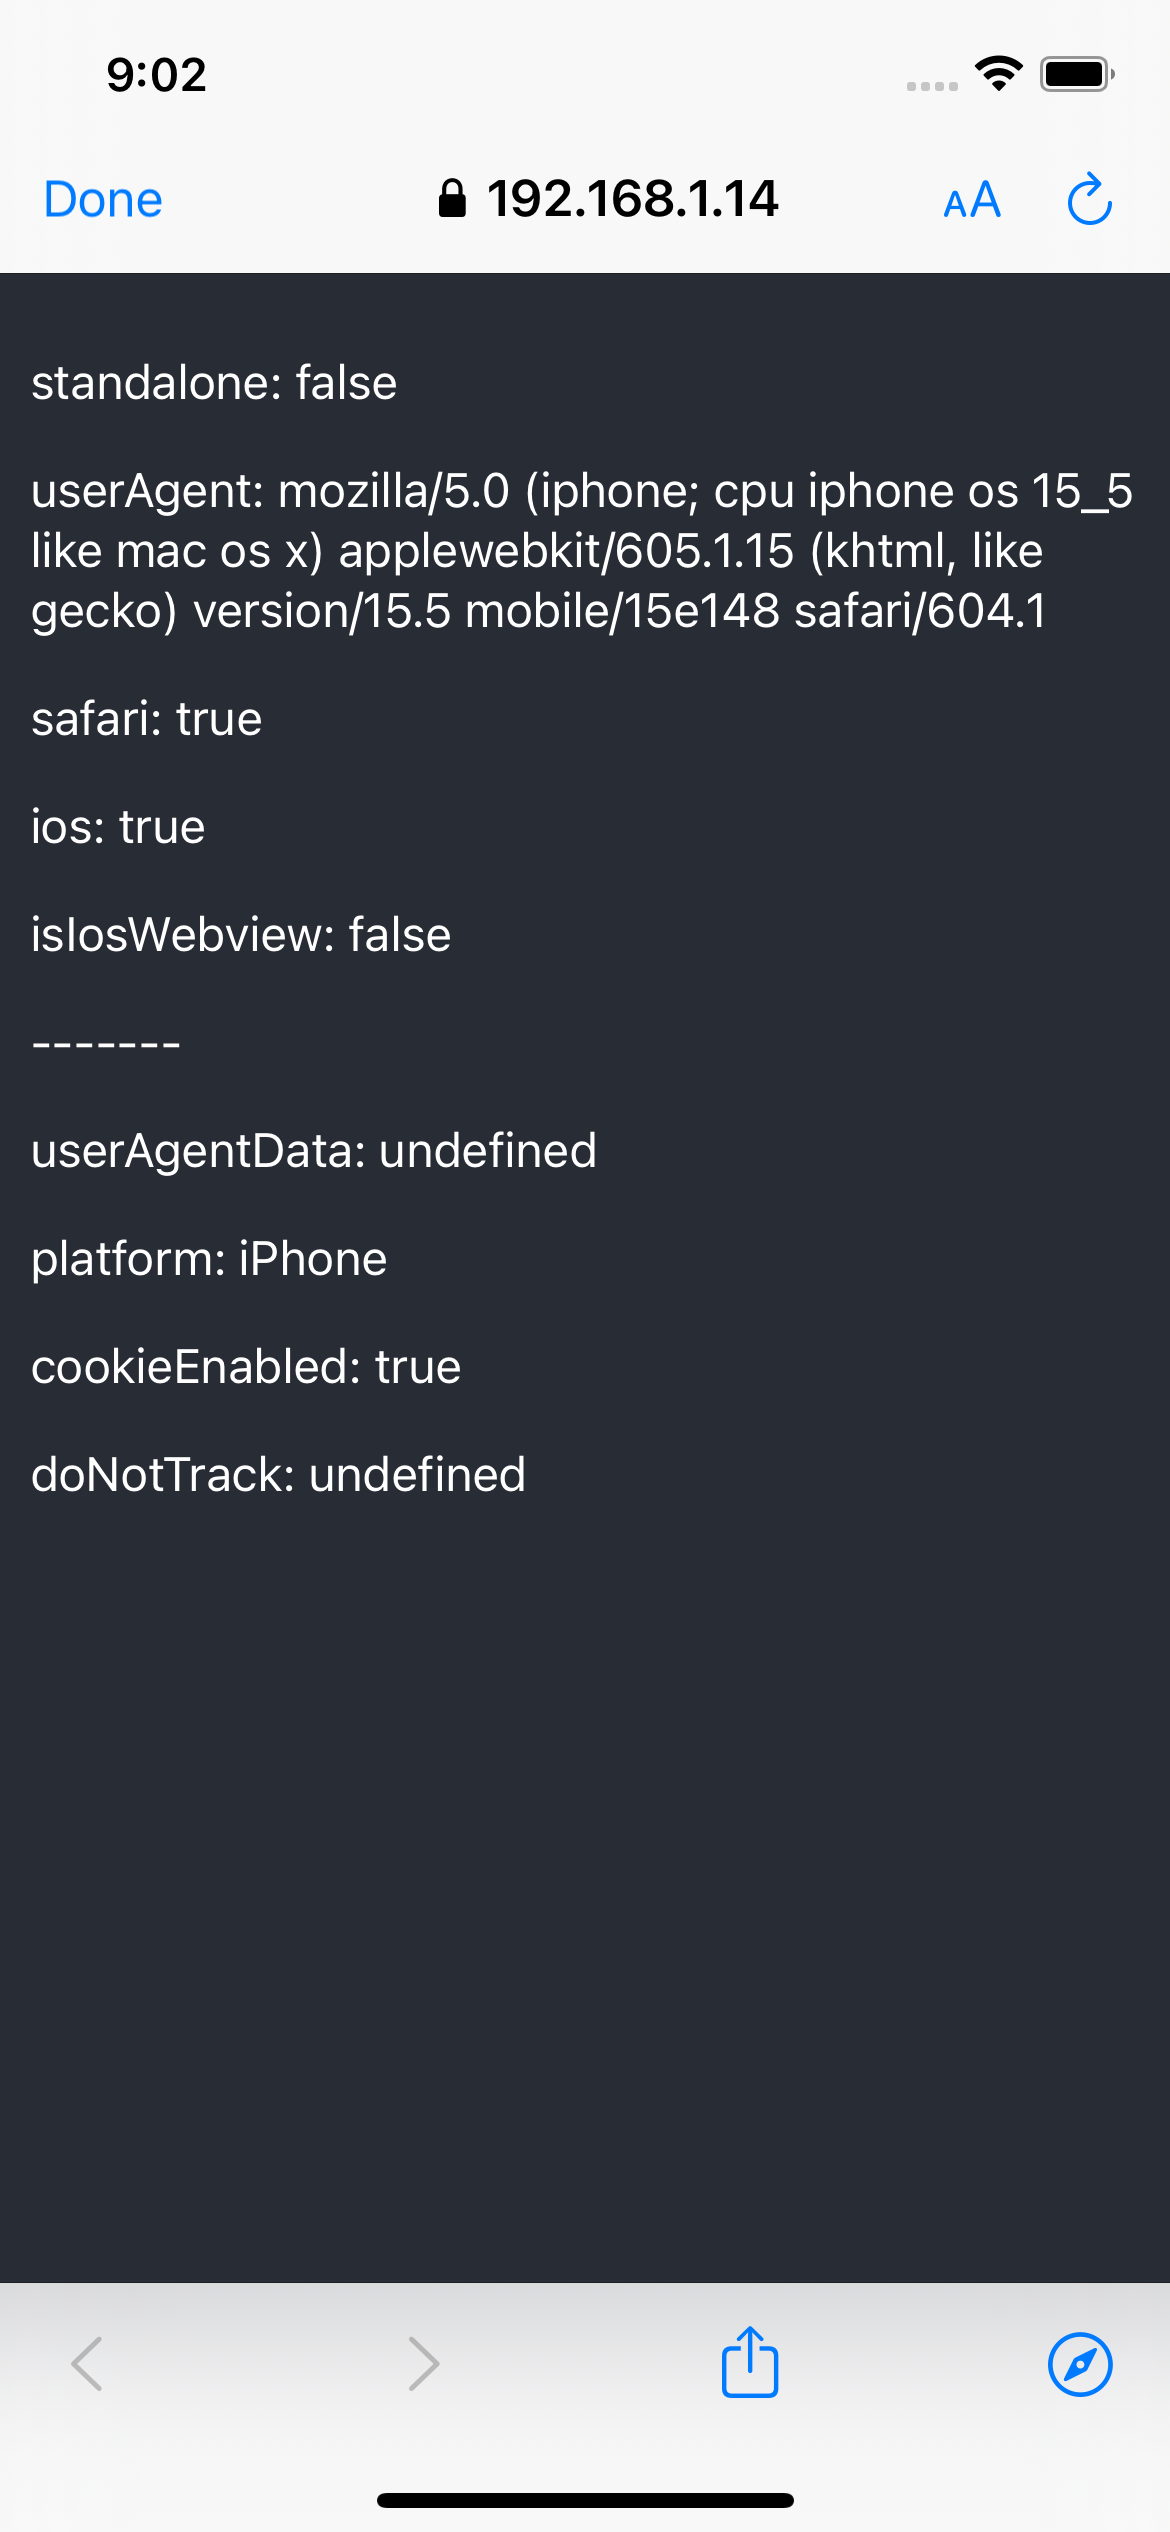 9:02
Done
192.168.1.14
AA
standalone: false
userAgent: mozilla/5.0 (iphone; cpu iphone os 15_5
like mac os x) applewebkit/605.1.15 (khtml, like
gecko) version/15.5 mobile/15e148 safari/604.1
safari: true
ios: true
isIosWebview: false
-------
userAgentData: undefined
platform: iPhone
cookieEnabled: true
doNotTrack: undefined